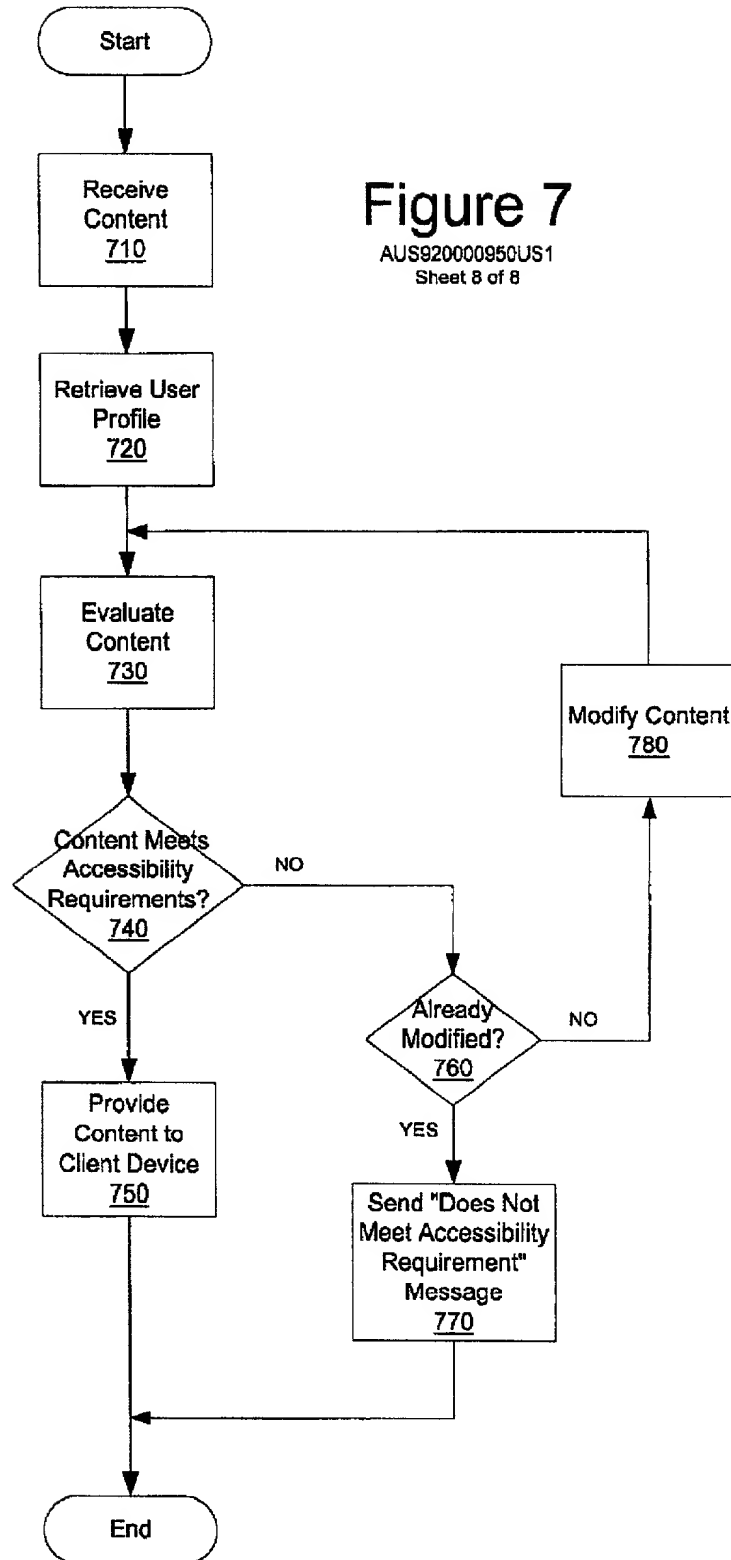 Start
Receive
Content
710
Figure 7
AUS920000950US1
Sheet 8 of 8
Retrieve User
Profile
720
Evaluate
Content
730
Modify Content
780
Content Meets
Accessibility
Requirements?
740
NO
Already
Modified?
760
NO
YES
Provide
Content to
Client Device
750
YES
Send "Does Not
Meet Accessibility
Requirement"
Message
770
End